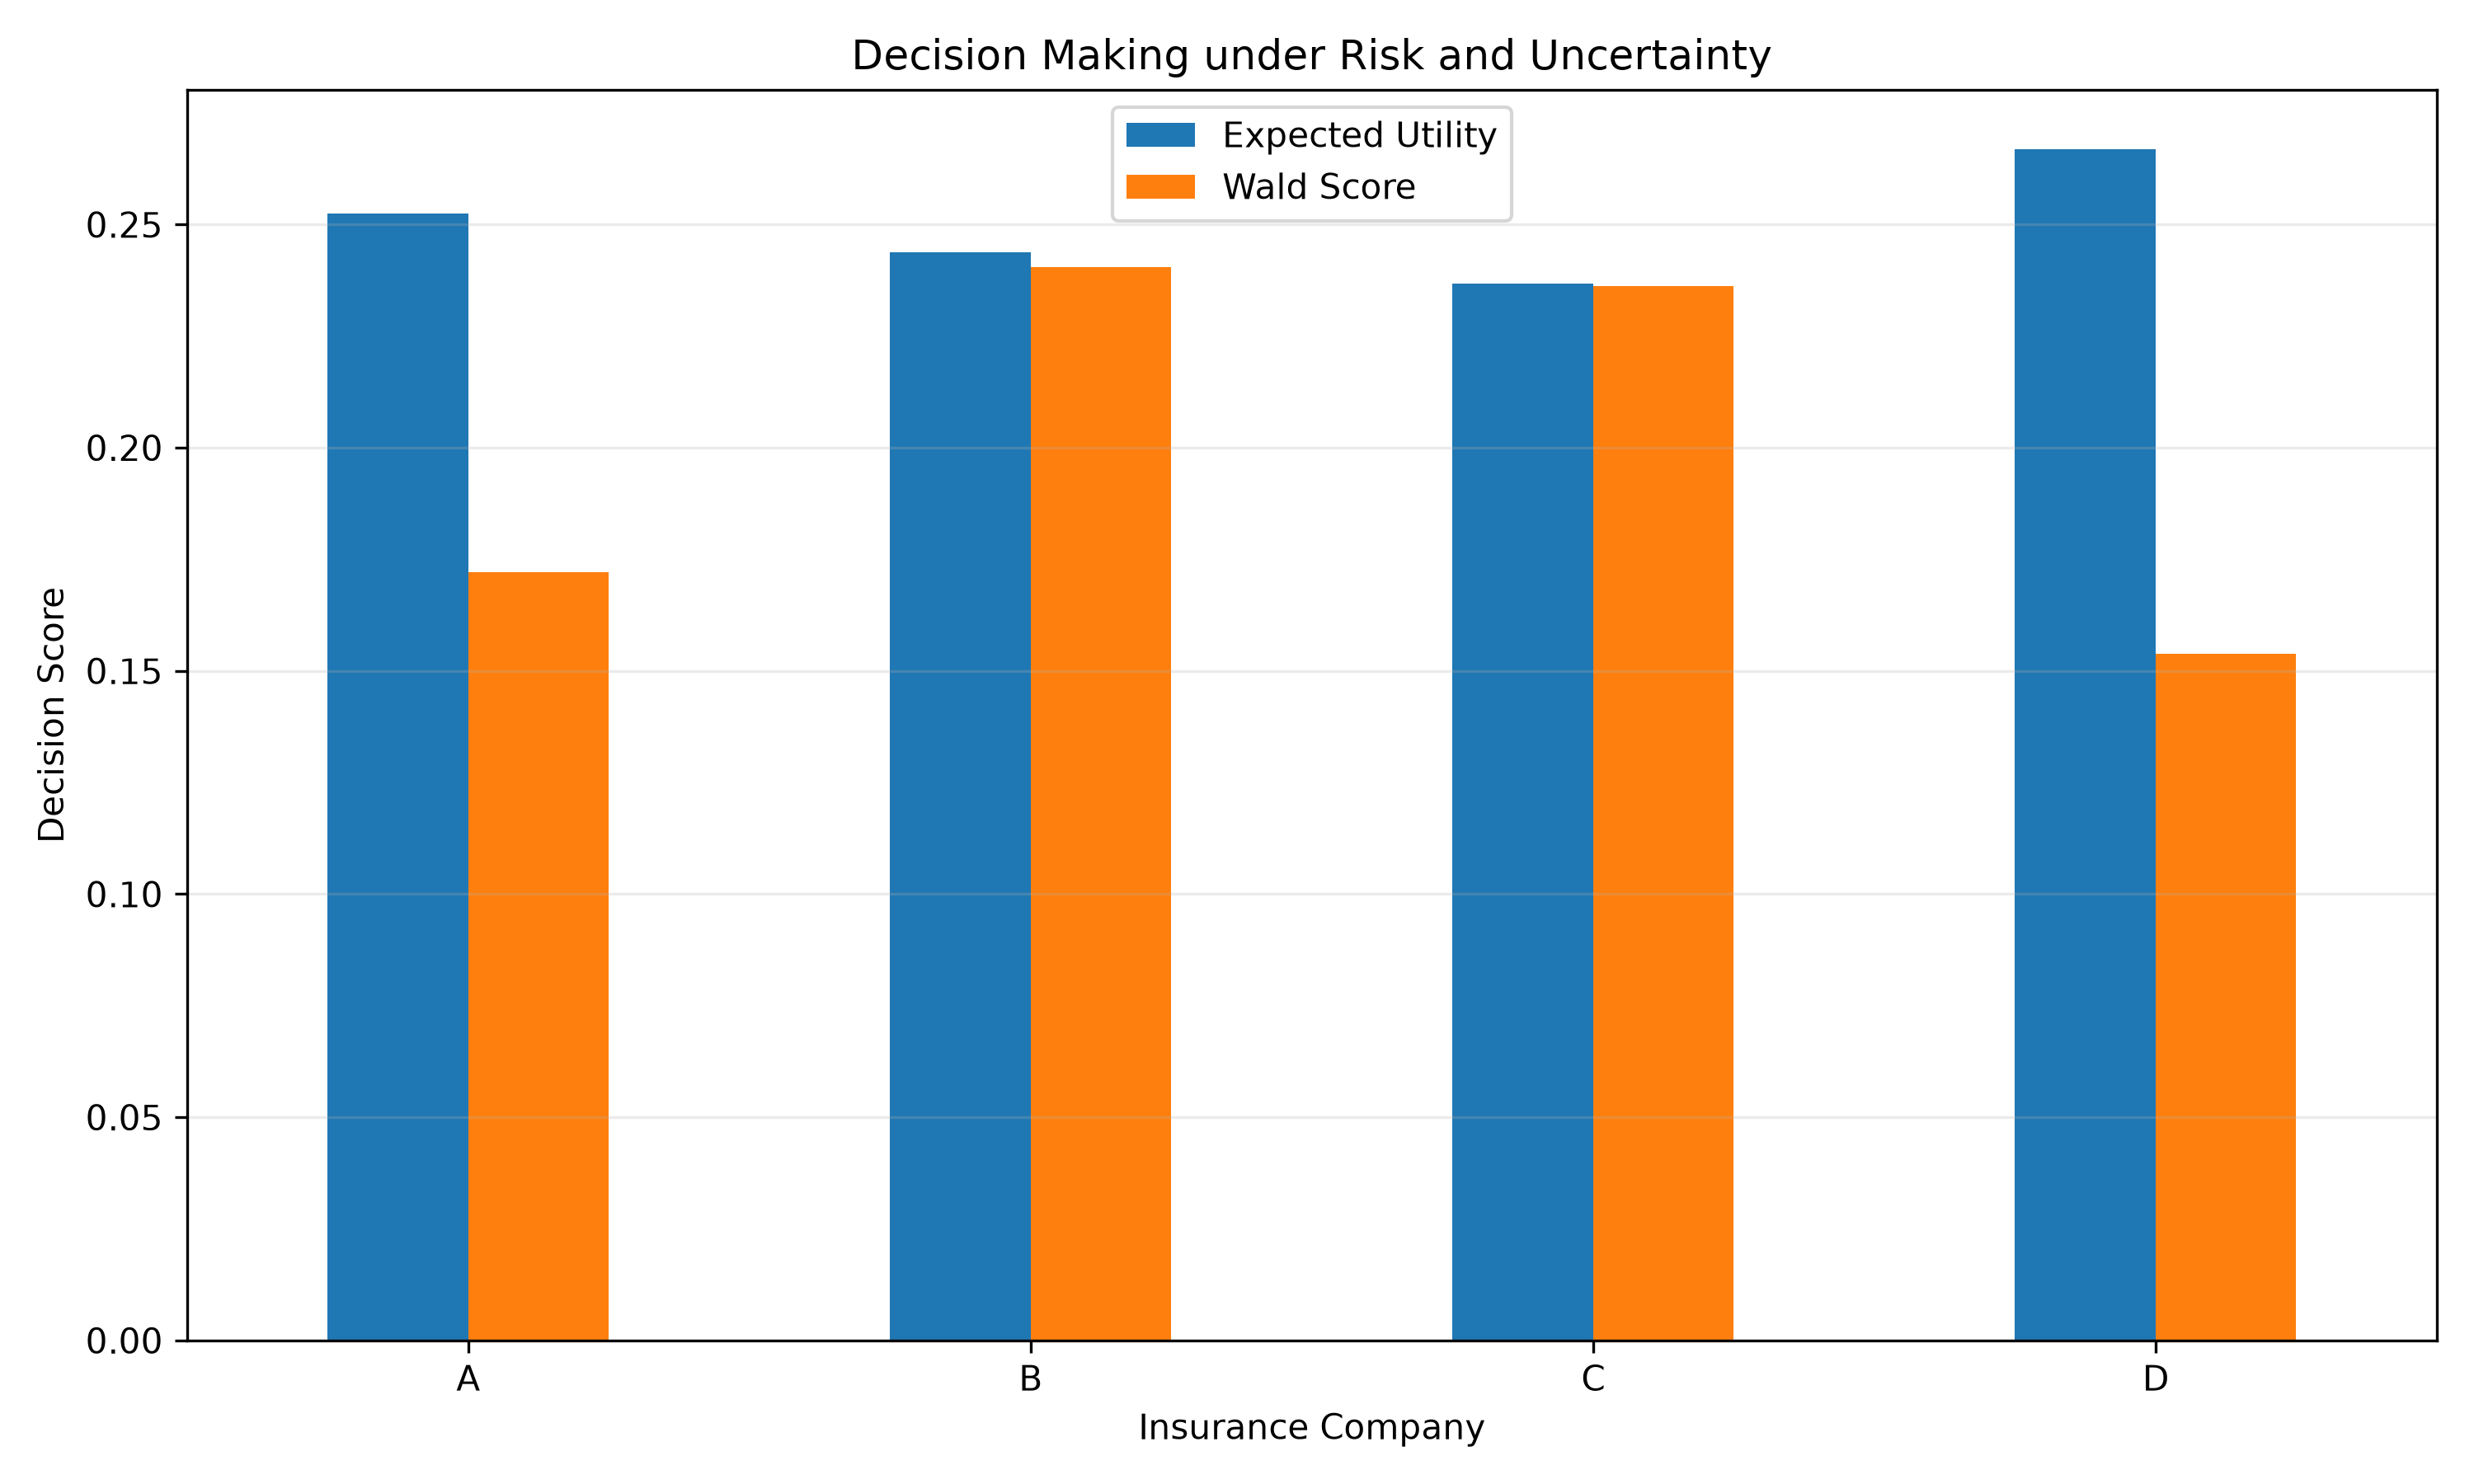 Decision Making under Risk and Uncertainty
Expected Utility
Wald Score
0.25
0.20
0.15
0.10
0.05
0.00
Decision Score
A
B
C
D
Insurance Company